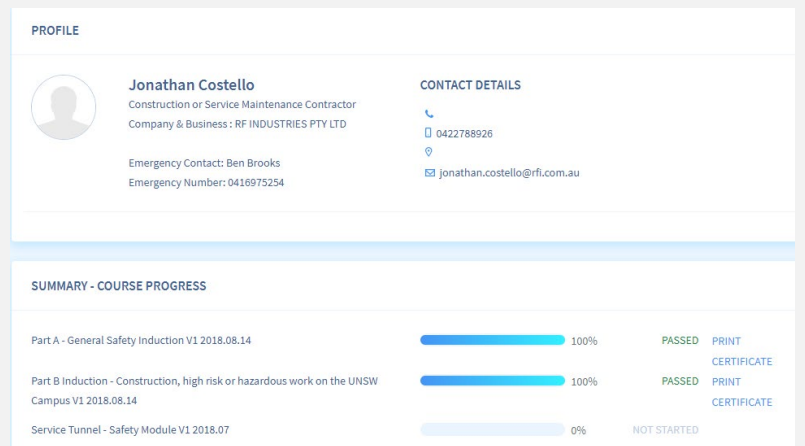 PROFILE
Jonathan Costello
Construction or Service Maintenance Contractor
Company & Business : RF INDUSTRIES PTY LTD
Emergency Contact: Ben Brooks
Emergency Number: 0416975254
CONTACT DETAILS
0422788926
jonathan.costello@rfi.com.au
SUMMARY - COURSE PROGRESS
Part A - General Safety Induction V1 2018.08.14
100%
PASSED
PRINT
CERTIFICATE
Part B Induction - Construction, high risk or hazardous work on the UNSW
Campus V1 2018.08.14
100%
PASSED
PRINT
CERTIFICATE
Service Tunnel - Safety Module V1 2018.07
0%
NOT STARTED